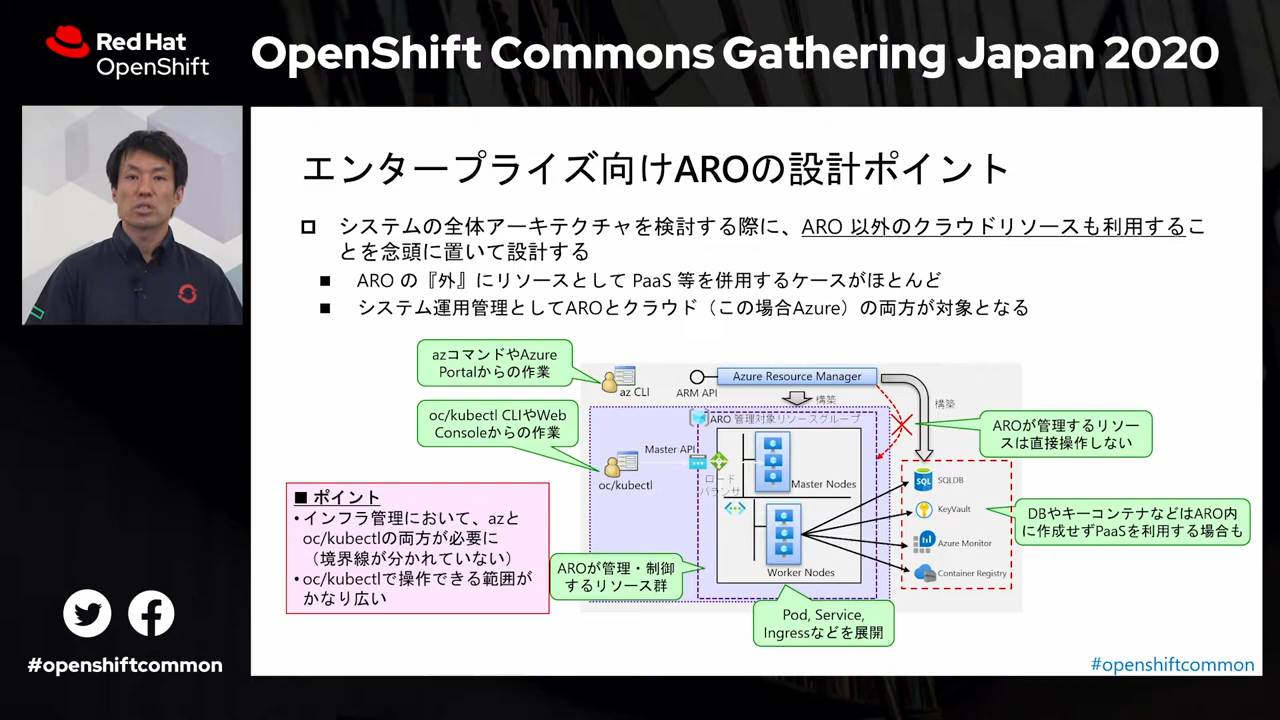 Red Hat
OpenShift
OpenShift Commons Gathering Japan 2020
エンタープライズ向けAROの設計ポイント
システムの全体アーキテクチャを検討する際に、ARO 以外のクラウドリソースも利用するこ
とを念頭に置いて設計する
ARO の『外』にリソースとして PaaS 等を併用するケースがほとんど
システム運用管理としてAROとクラウド（この場合Azure）の両方が対象となる
azコマンドやAzure
Portalからの作業
az CLI
ARM API
Azure Resource Manager
構築
構築
oc/kubectl CLIやWeb
Consoleからの作業
ARO 管理対象リソースグループ
AROが管理するリソー
スは直接操作しない
Master API
oc/kubectl
ロード
バランサ
Master Nodes
SQL
SQLDB
KeyVault
Azure Monitor
Container Registry
DBやキーコンテナなどはARO内
に作成せずPaaSを利用する場合も
■ ポイント
•インフラ管理において、azと
oc/kubectlの両方が必要に
（境界線が分かれていない）
•oc/kubectlで操作できる範囲が
かなり広い
AROが管理・制御
するリソース群
Worker Nodes
Pod, Service,
Ingressなどを展開
#openshiftcommon
#openshiftcommon